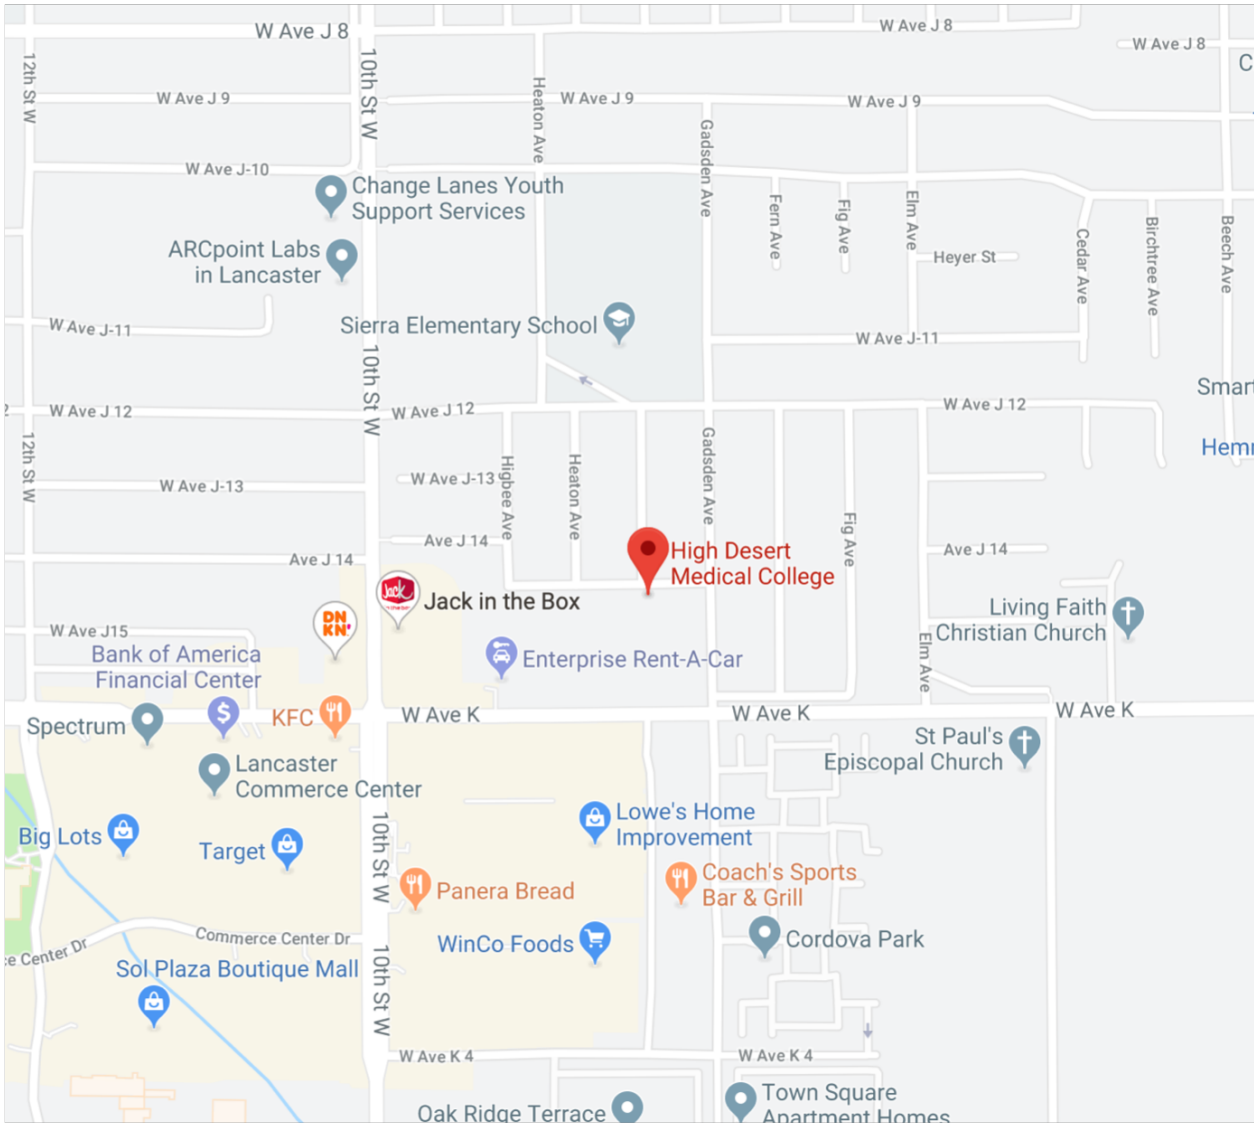 W Ave J 8
W Ave J 8
W Ave J 8
12th St W
10th St W
Heaton Ave
W Ave J 9
W Ave J 9
W Ave J 9
Gadsden Ave
W Ave J-10
Change Lanes Youth
Support Services
ARCpoint Labs
in Lancaster
Fern Ave
Fig Ave
Elm Ave
Heyer St
Cedar Ave
Birchtree Ave
Beech Ave
W Ave J-11
Sierra Elementary School
W Ave J-11
10th St W
W Ave J 12
W Ave J 12
W Ave J 12
12th St W
W Ave J-13
W Ave J-13
Higbee Ave
Heaton Ave
Gadsden Ave
Fig Ave
Ave J 14
Ave J 14
Ave J 14
High Desert
Medical College
Jack
Jack in the Box
DN
KN'
Living Faith
Christian Church
W Ave J15
Bank of America
Financial Center
Enterprise Rent-A-Car
Elm Ave
Spectrum
KFC
W Ave K
W Ave K
W Ave K
St Paul's
Episcopal Church
Lancaster
Commerce Center
Big Lots
Target
10th St W
Lowe's Home
Improvement
Panera Bread
Coach's Sports
Bar & Grill
WinCo Foods
Cordova Park
Commerce Center Dr
Center Dr
Sol Plaza Boutique Mall
10th St W
W Ave K 4
W Ave K 4
Oak Ridge Terrace
Town Square
Apartment Homes